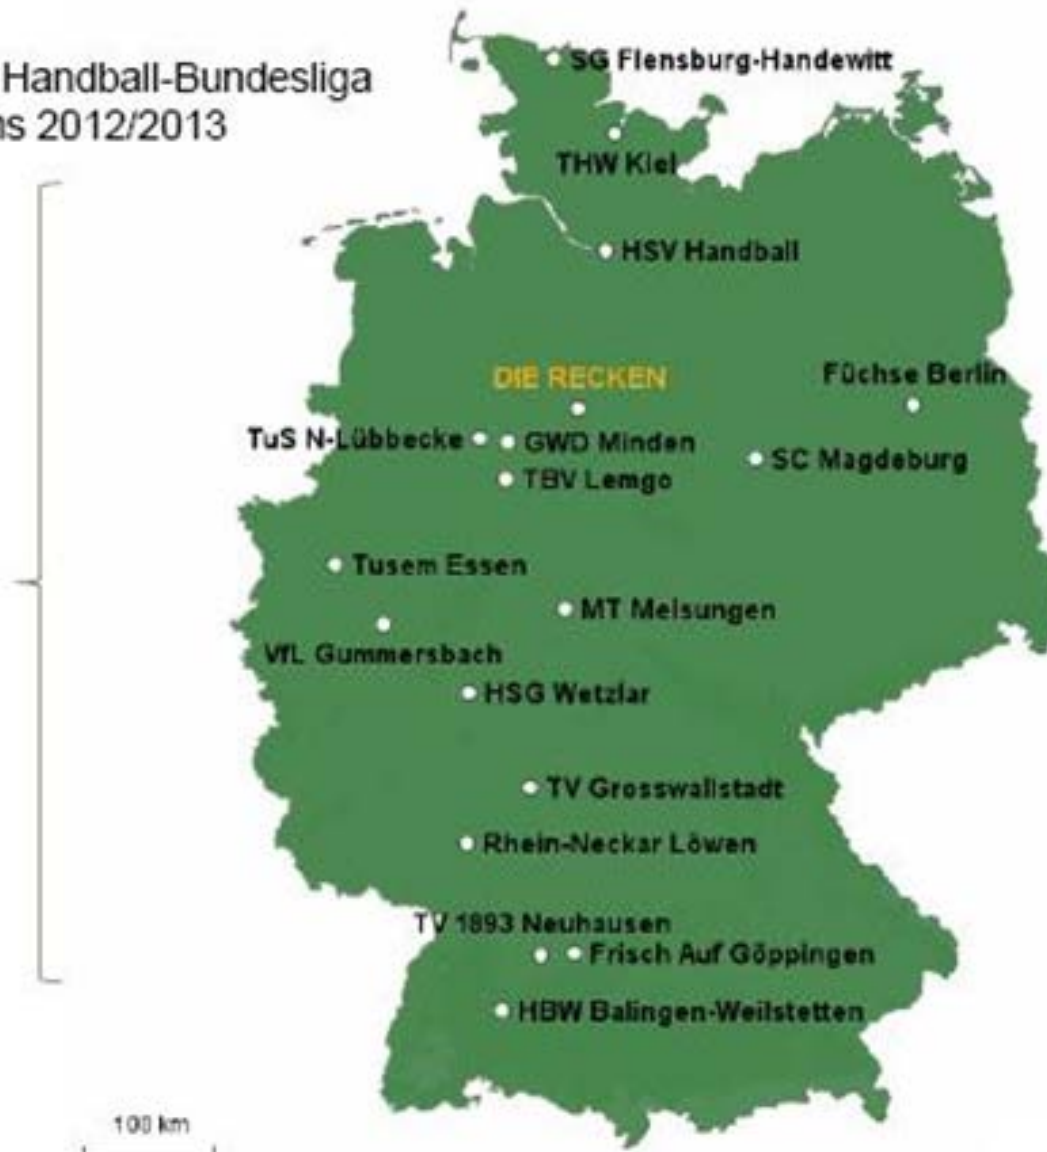 Handball-Bundesliga
ns 2012/2013
SG Flensburg-Handewitt
THW Kiel
HSV Handball
DIE RECKEN
Füchse Berlin
TuS N-Lübbecke
GWD Minden
SC Magdeburg
TBV Lemgo
Tusem Essen
MT Melsungen
VfL Gummersbach
HSG Wetzlar
TV Grosswallstadt
Rhein-Neckar Löwen
TV 1893 Neuhausen
Frisch Auf Göppingen
HBW Balingen-Weilstetten
100 km